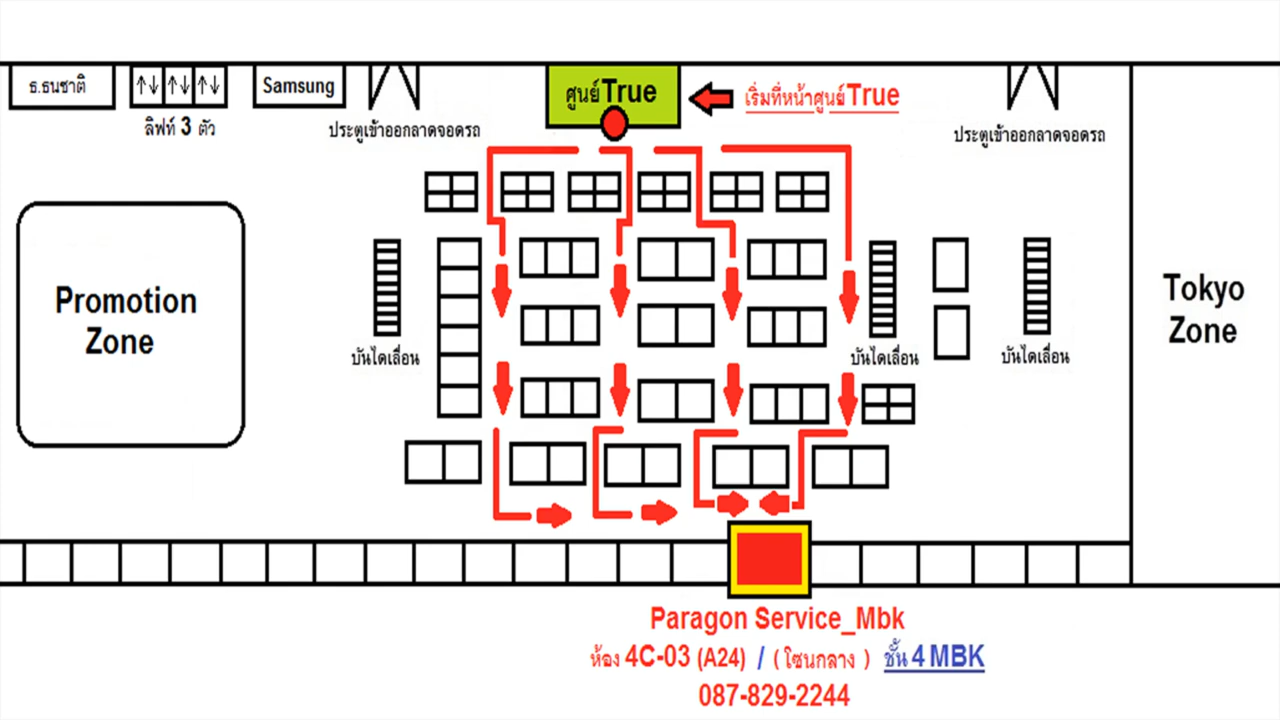 ธ.ธนชาติ
Samsung
ศูนย์True
เริ่มที่หน้าศูนย์True
ลิฟท์ 3 ตัว
ประตูเข้าออกลาดจอดรถ
ประตูเข้าออกลาดจอดรถ
Promotion
Zone
Tokyo
Zone
บันไดเลื่อน
บันไดเลื่อน
บันไดเลื่อน
Paragon Service_Mbk
ห้อง 4C-03 (A24) / ( โซนกลาง ) ชั้น 4 MBK
087-829-2244